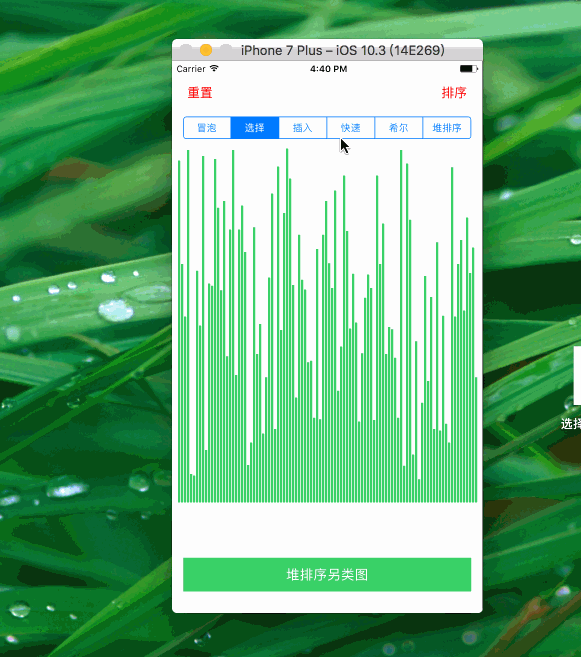 iPhone 7 Plus – iOS 10.3 (14E269)
Carrier 4:40 PM
重置 排序
冒泡 选择 插入 快速 希尔 堆排序
选择
堆排序另类图